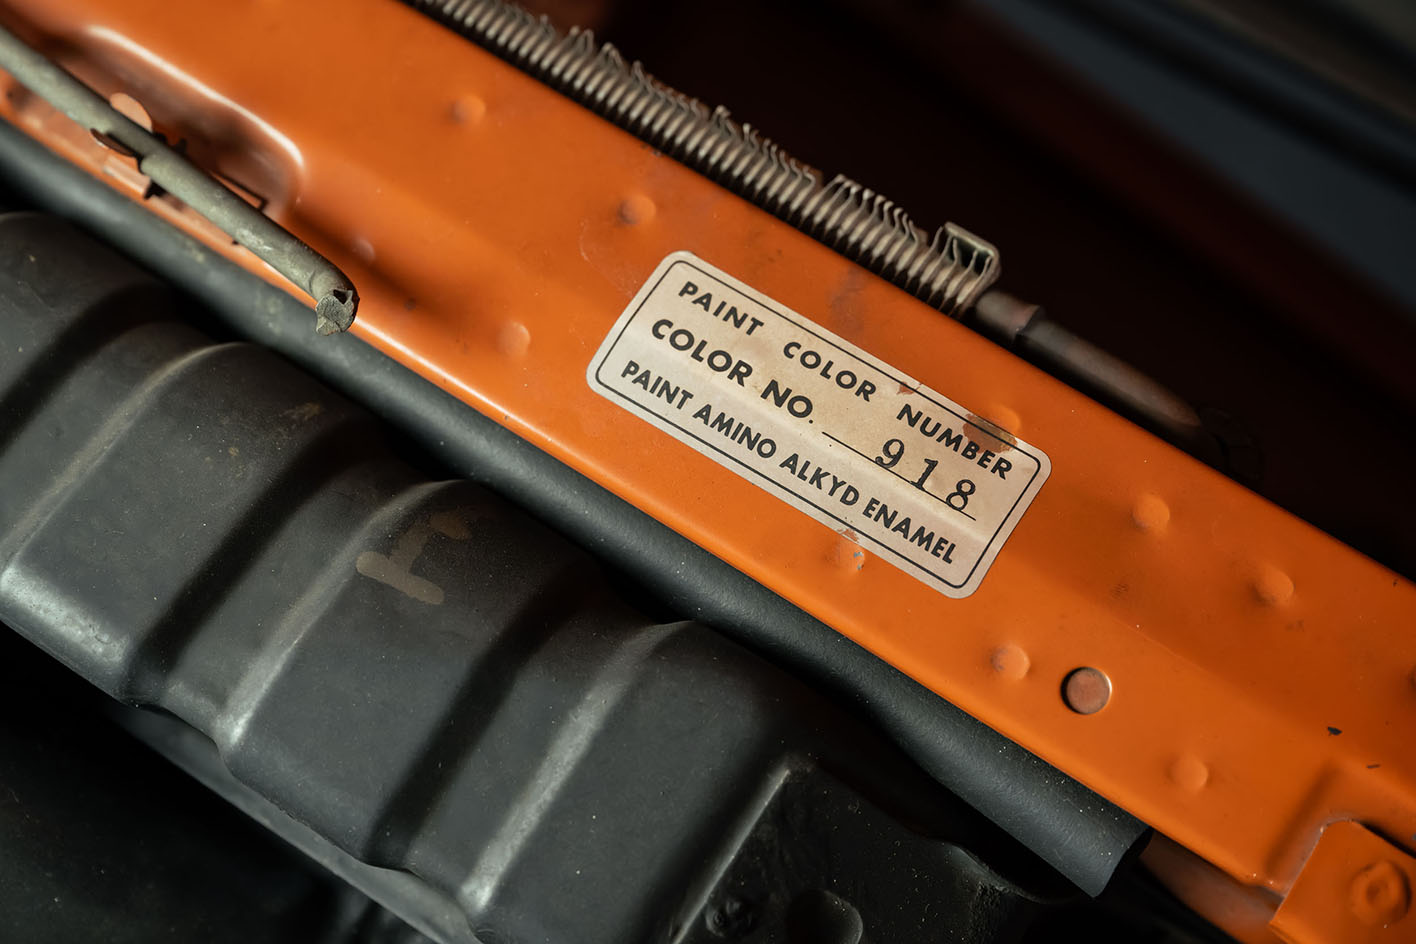 PAINT COLOR NUMBER
COLOR NO. 918
PAINT AMINO ALKYD ENAMEL